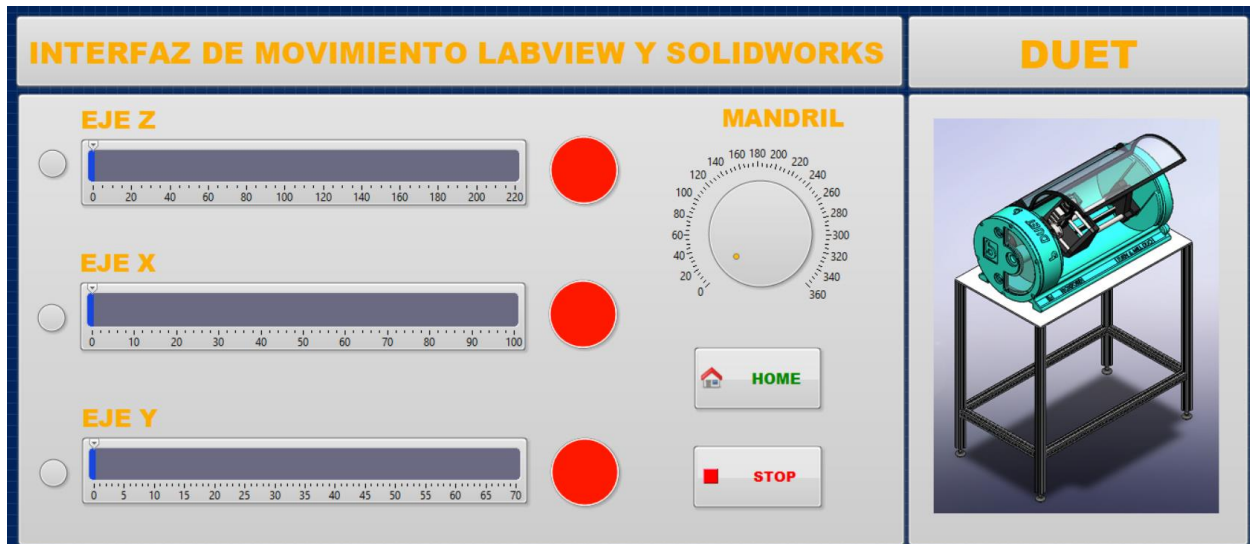 INTERFAZ DE MOVIMIENTO LABVIEW Y SOLIDWORKS
DUET
EJE Z
0 20 40 60 80 100 120 140 160 180 200 220
EJE X
0 10 20 30 40 50 60 70 80 90 100
EJE Y
0 5 10 15 20 25 30 35 40 45 50 55 60 65 70
MANDRIL
0 20 40 60 80 100 120 140 160 180 200 220 240 260 280 300 320 340 360
HOME
STOP
DUET